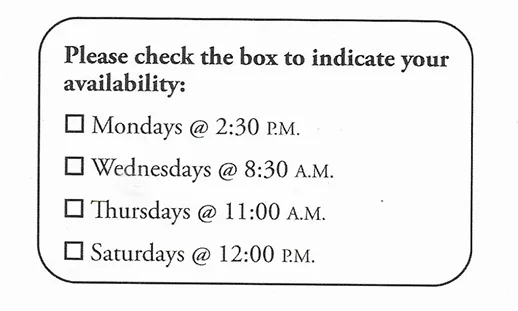 Please check the box to indicate your
availability:
☐ Mondays @ 2:30 P.M.
☐ Wednesdays @ 8:30 A.M.
☐ Thursdays @ 11:00 A.M.
☐ Saturdays @ 12:00 P.M.